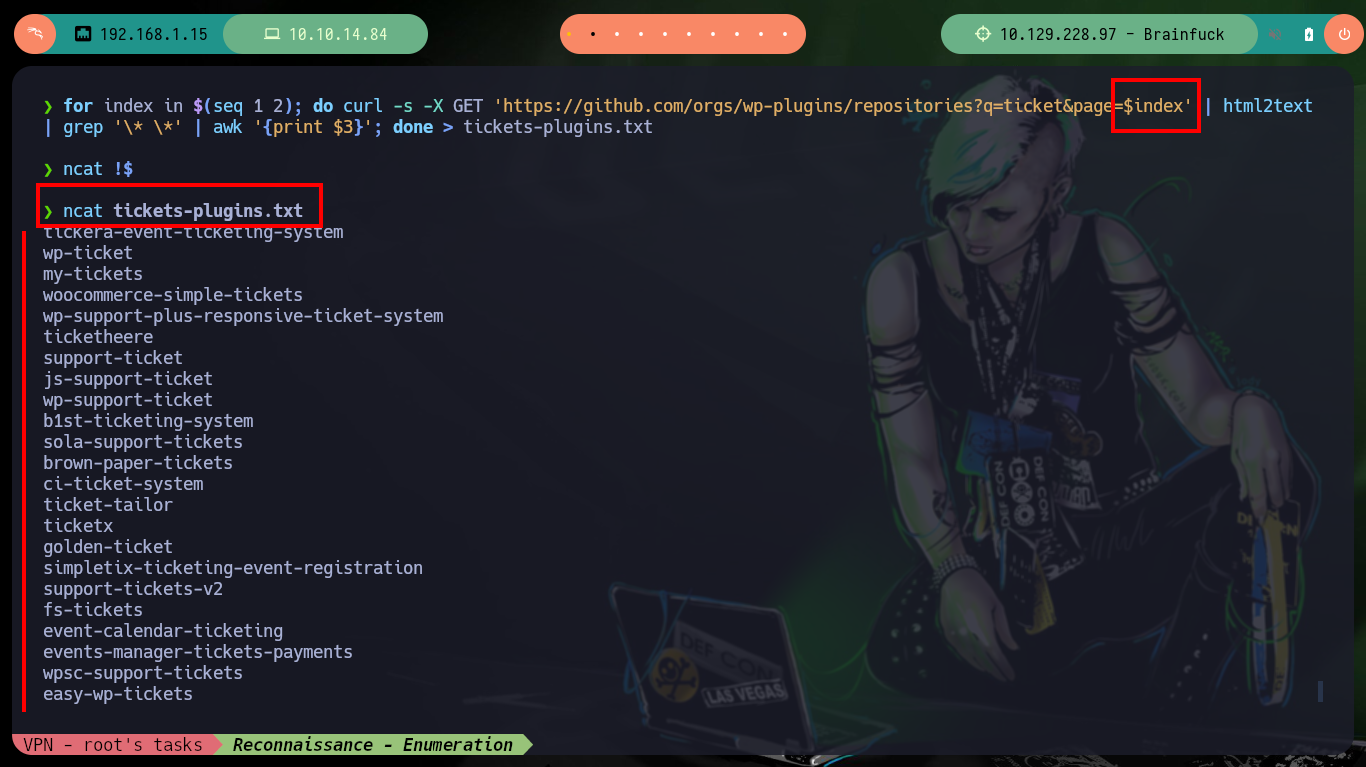 192.168.1.15
10.10.14.84
10.129.228.97 - Brainfuck
❯ for index in $(seq 1 2); do curl -s -X GET 'https://github.com/orgs/wp-plugins/repositories?q=ticket&page=$index' | html2text
| grep '\* \*' | awk '{print $3}'; done > tickets-plugins.txt
❯ ncat !$
❯ ncat tickets-plugins.txt
tickera-event-ticketing-system
wp-ticket
my-tickets
woocommerce-simple-tickets
wp-support-plus-responsive-ticket-system
ticketheere
support-ticket
js-support-ticket
wp-support-ticket
b1st-ticketing-system
sola-support-tickets
brown-paper-tickets
ci-ticket-system
ticket-tailor
ticketx
golden-ticket
simpletix-ticketing-event-registration
support-tickets-v2
fs-tickets
event-calendar-ticketing
events-manager-tickets-payments
wpsc-support-tickets
easy-wp-tickets
DEF CON
DEF CON
DEF CON
LAS VEGAS
VPN - root's tasks
Reconnaissance - Enumeration